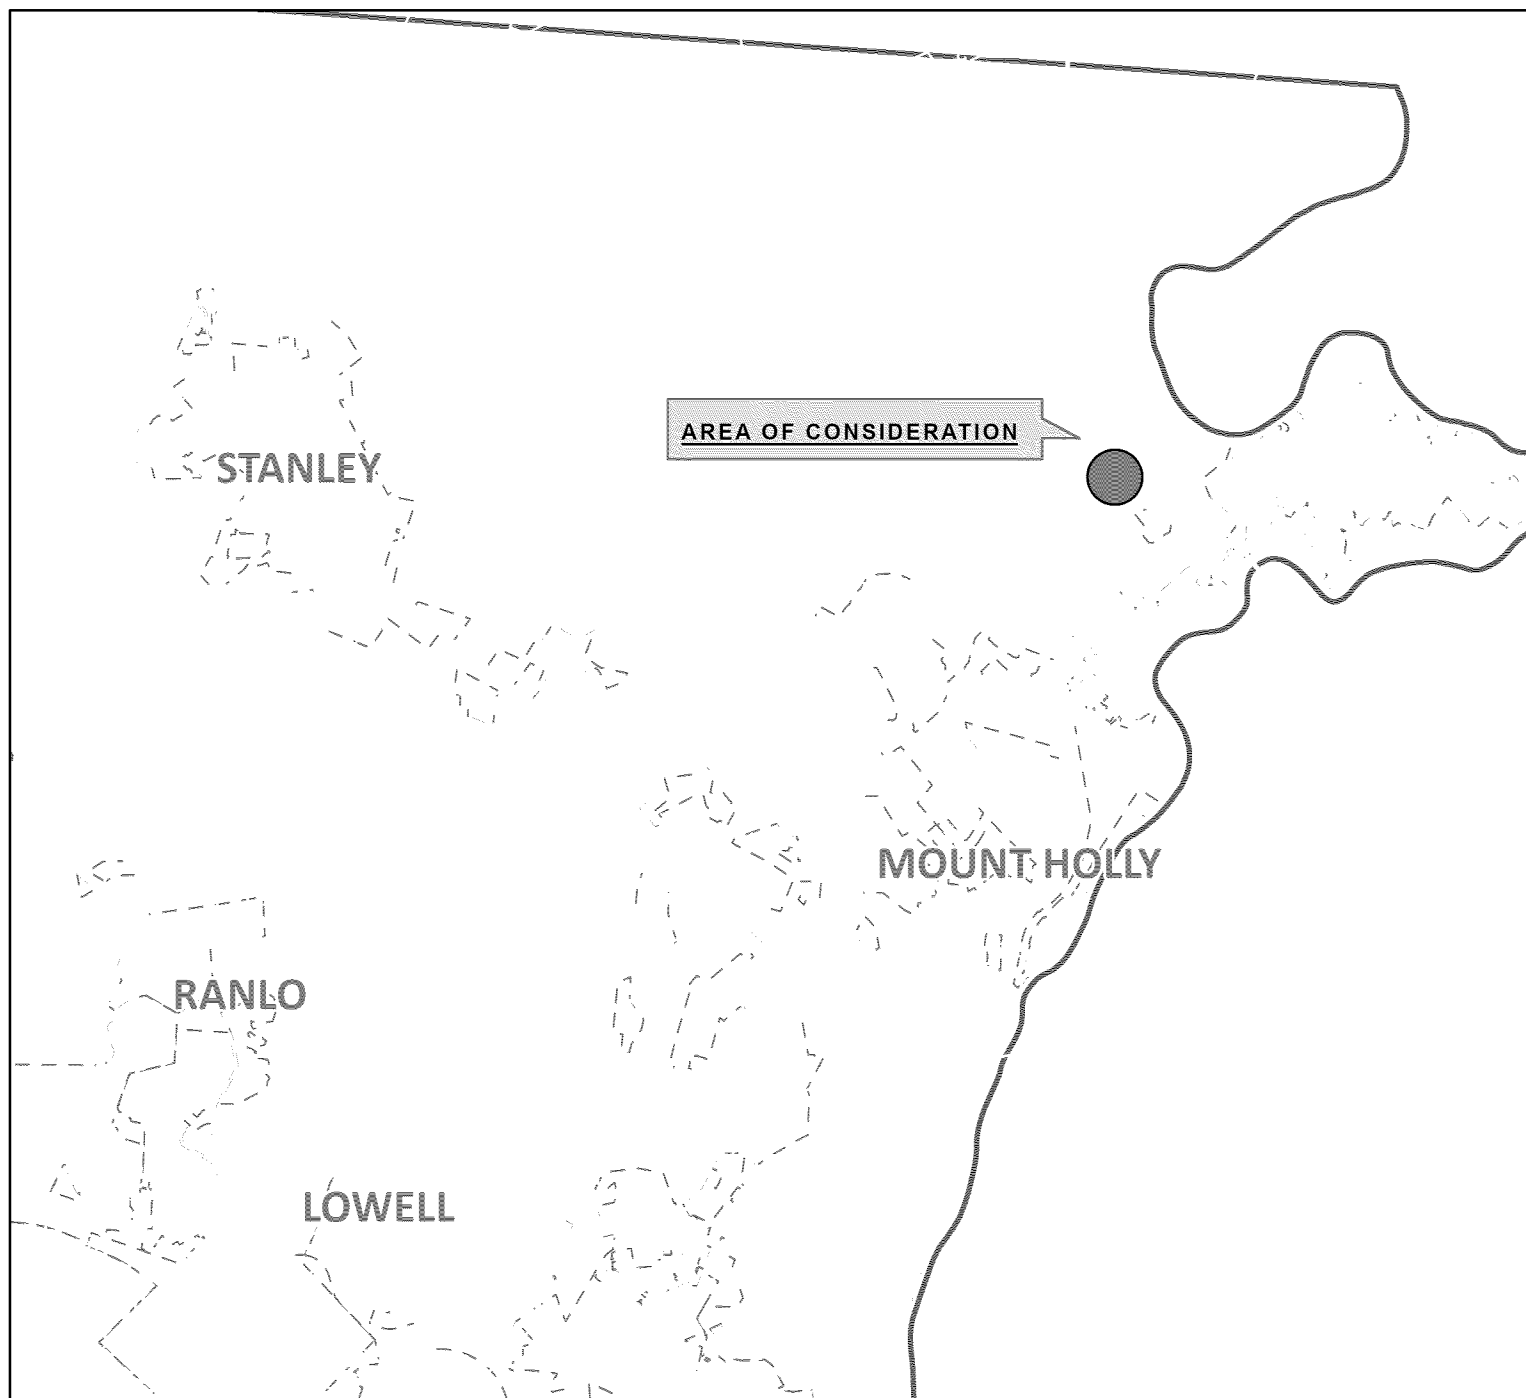 AREA OF CONSIDERATION
STANLEY
MOUNT HOLLY
RANLO
LOWELL